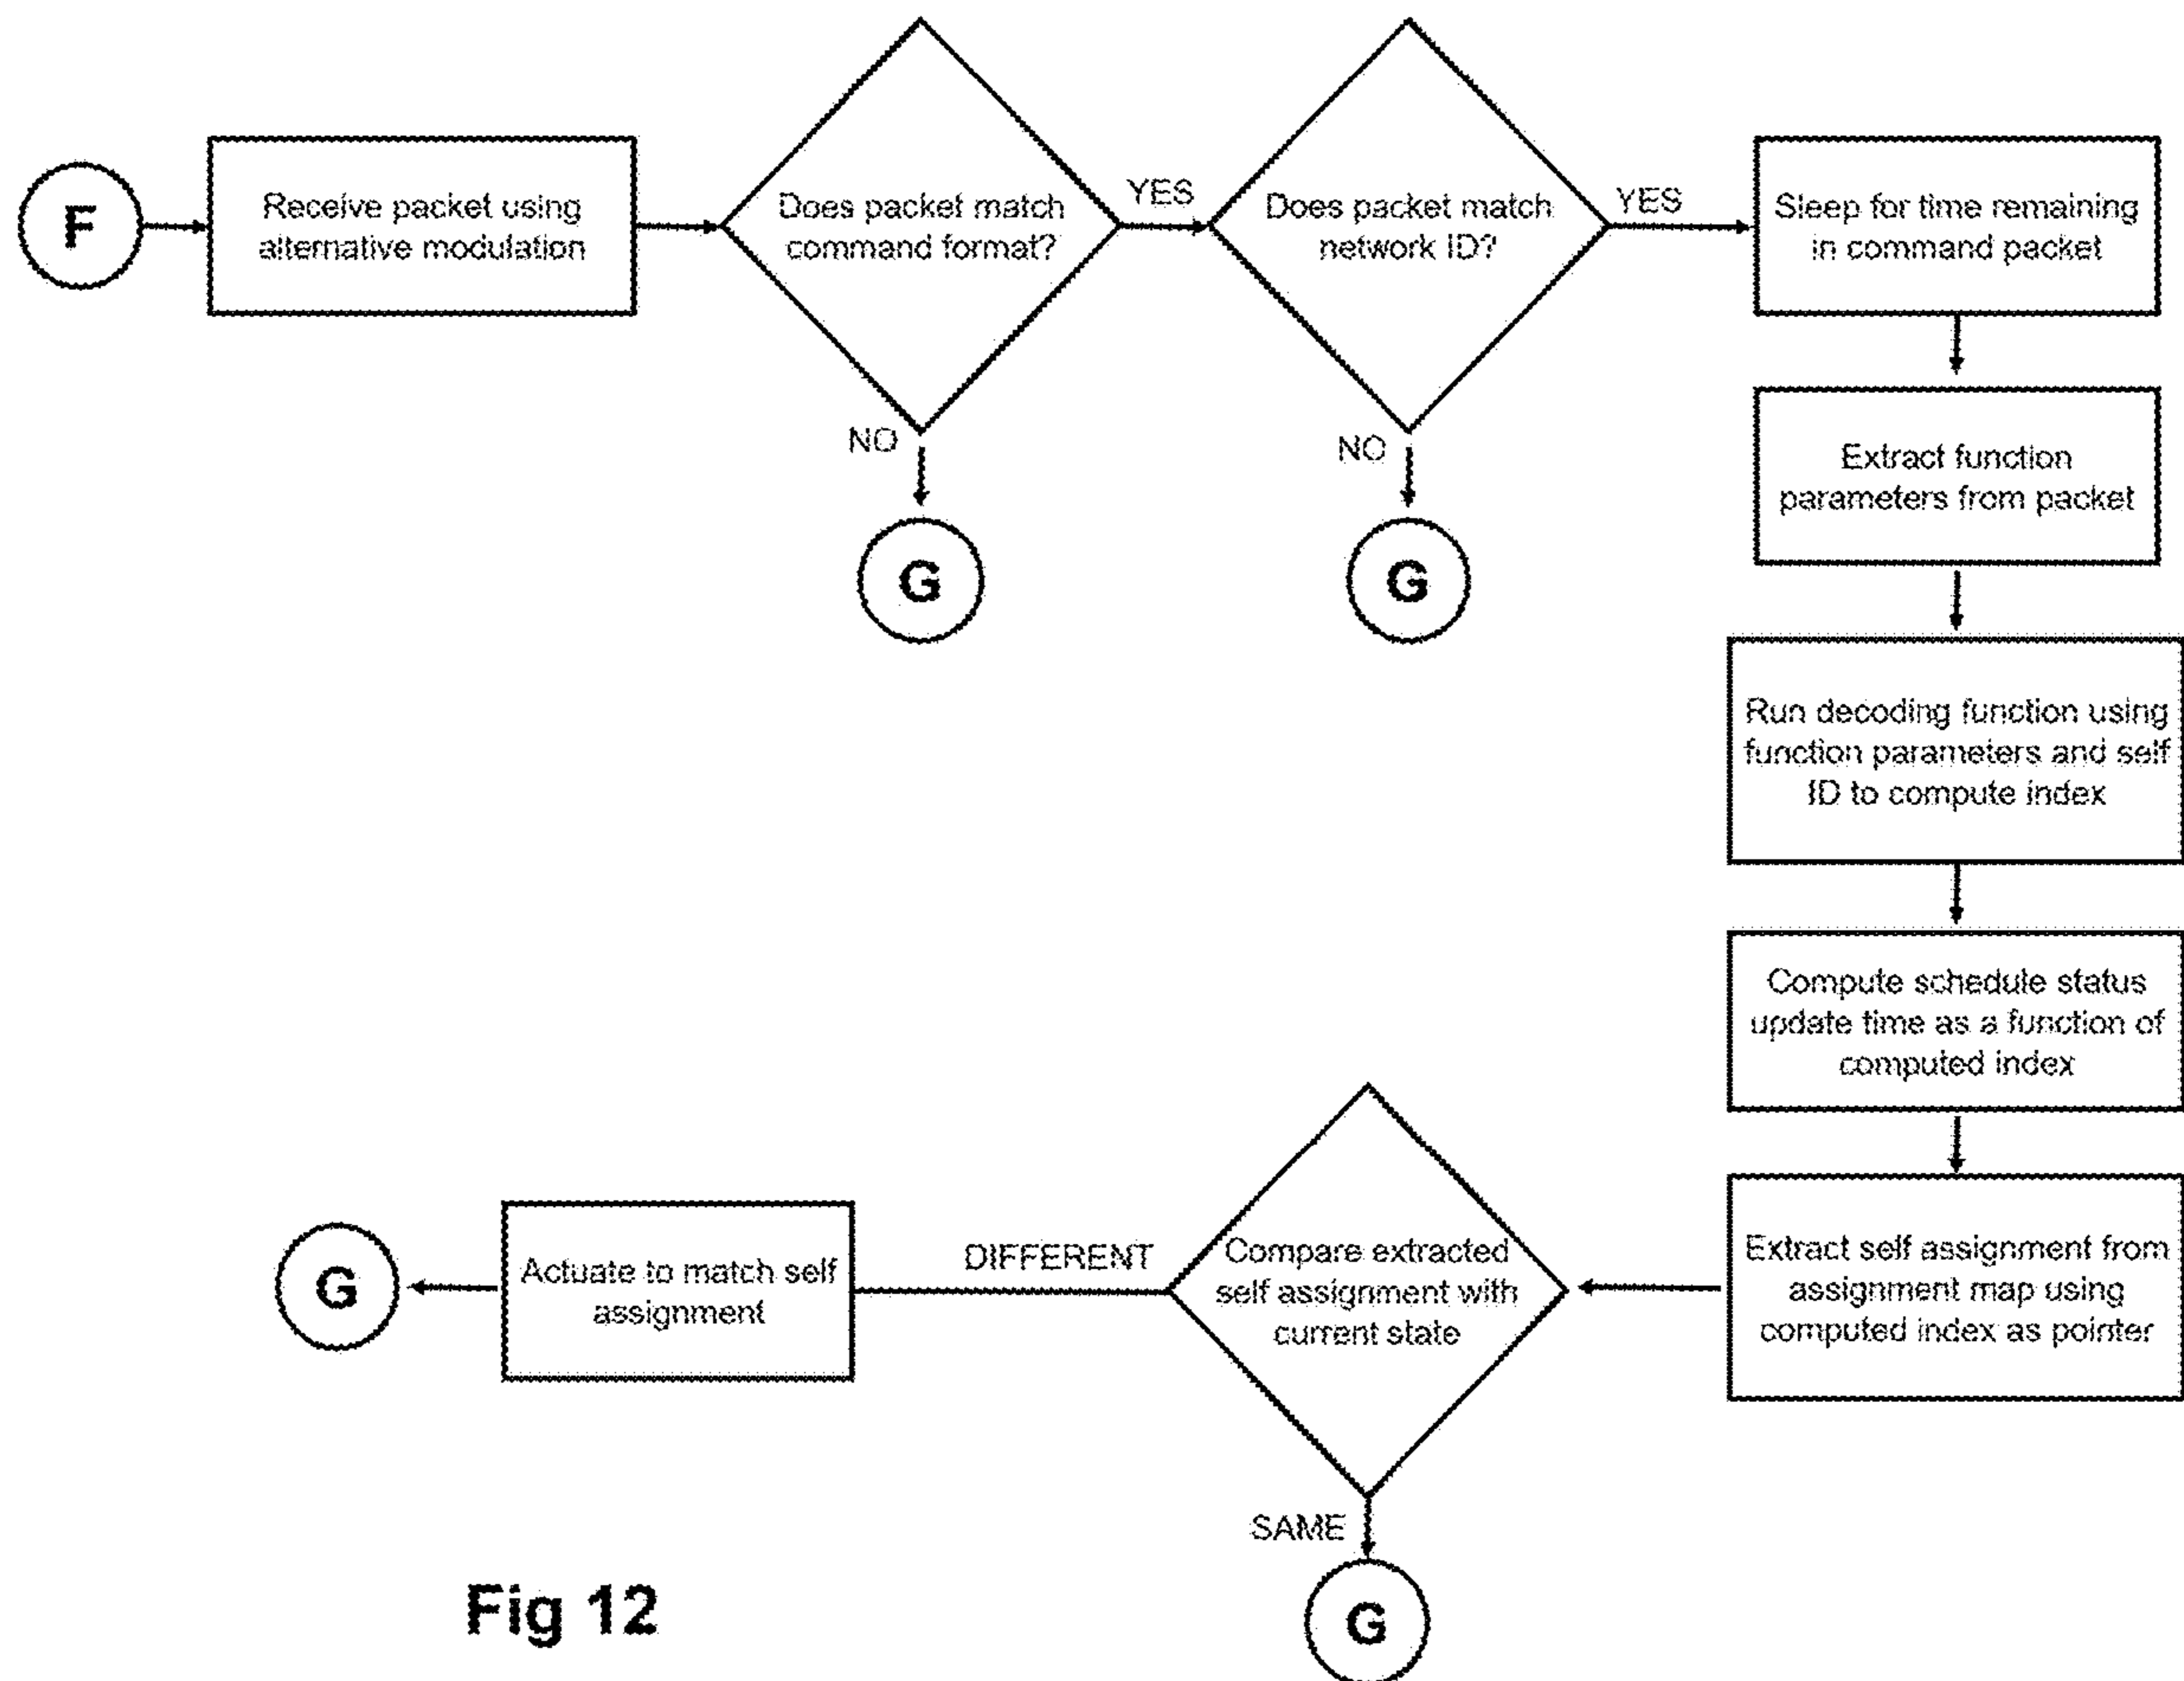 F
Receive packet using
alternative modulation
Does packet match
command format?
YES
Does packet match
network ID?
YES
Sleep for time remaining
in command packet
NO
G
NO
G
Extract function
parameters from packet
Run decoding function using
function parameters and self
ID to compute index
Compute schedule status
update time as a function of
computed index
Extract self assignment from
assignment map using
computed index as pointer
Compare extracted
self assignment with
current state
DIFFERENT
Actuate to match self
assignment
G
SAME
G
Fig 12